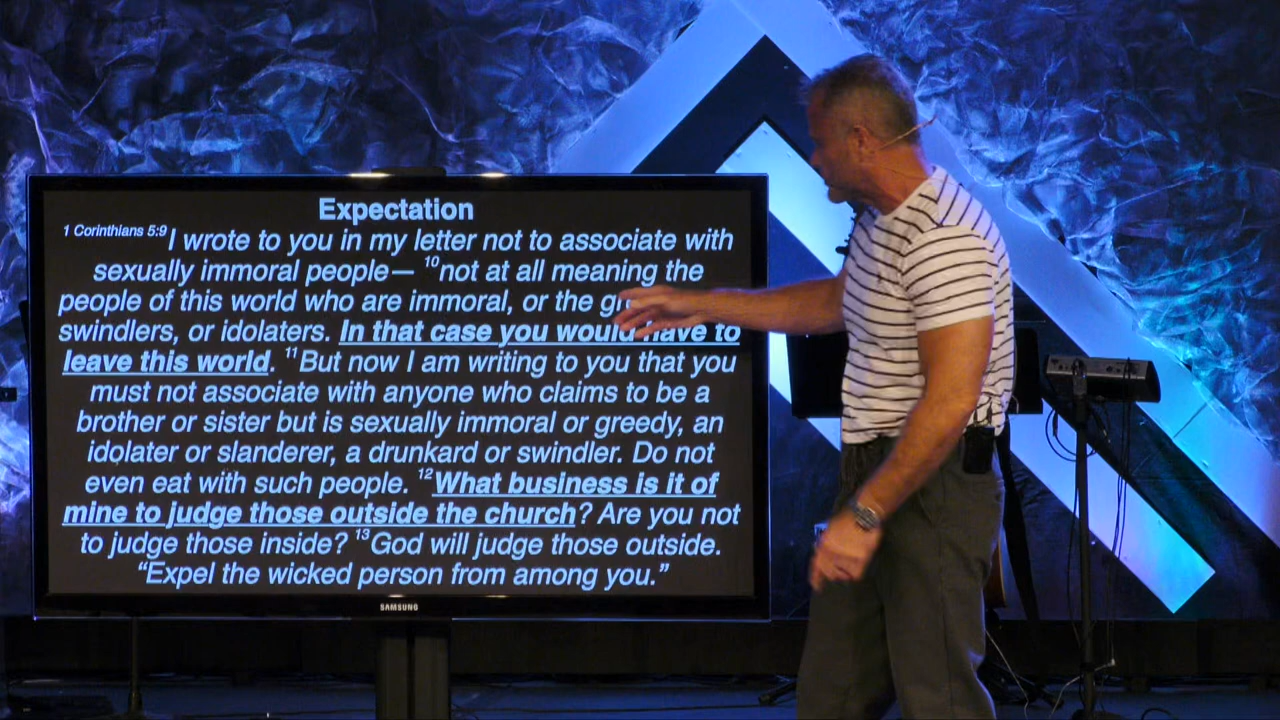 Expectation
1 Corinthians 5:9 I wrote to you in my letter not to associate with
sexually immoral people— 10 not at all meaning the
people of this world who are immoral, or the
swindlers, or idolaters. In that case you would have to
leave this world. 11 But now I am writing to you that you
must not associate with anyone who claims to be a
brother or sister but is sexually immoral or greedy, an
idolater or slanderer, a drunkard or swindler. Do not
even eat with such people. 12 What business is it of
mine to judge those outside the church? Are you not
to judge those inside? 13 God will judge those outside.
“Expel the wicked person from among you.”
SAMSUNG